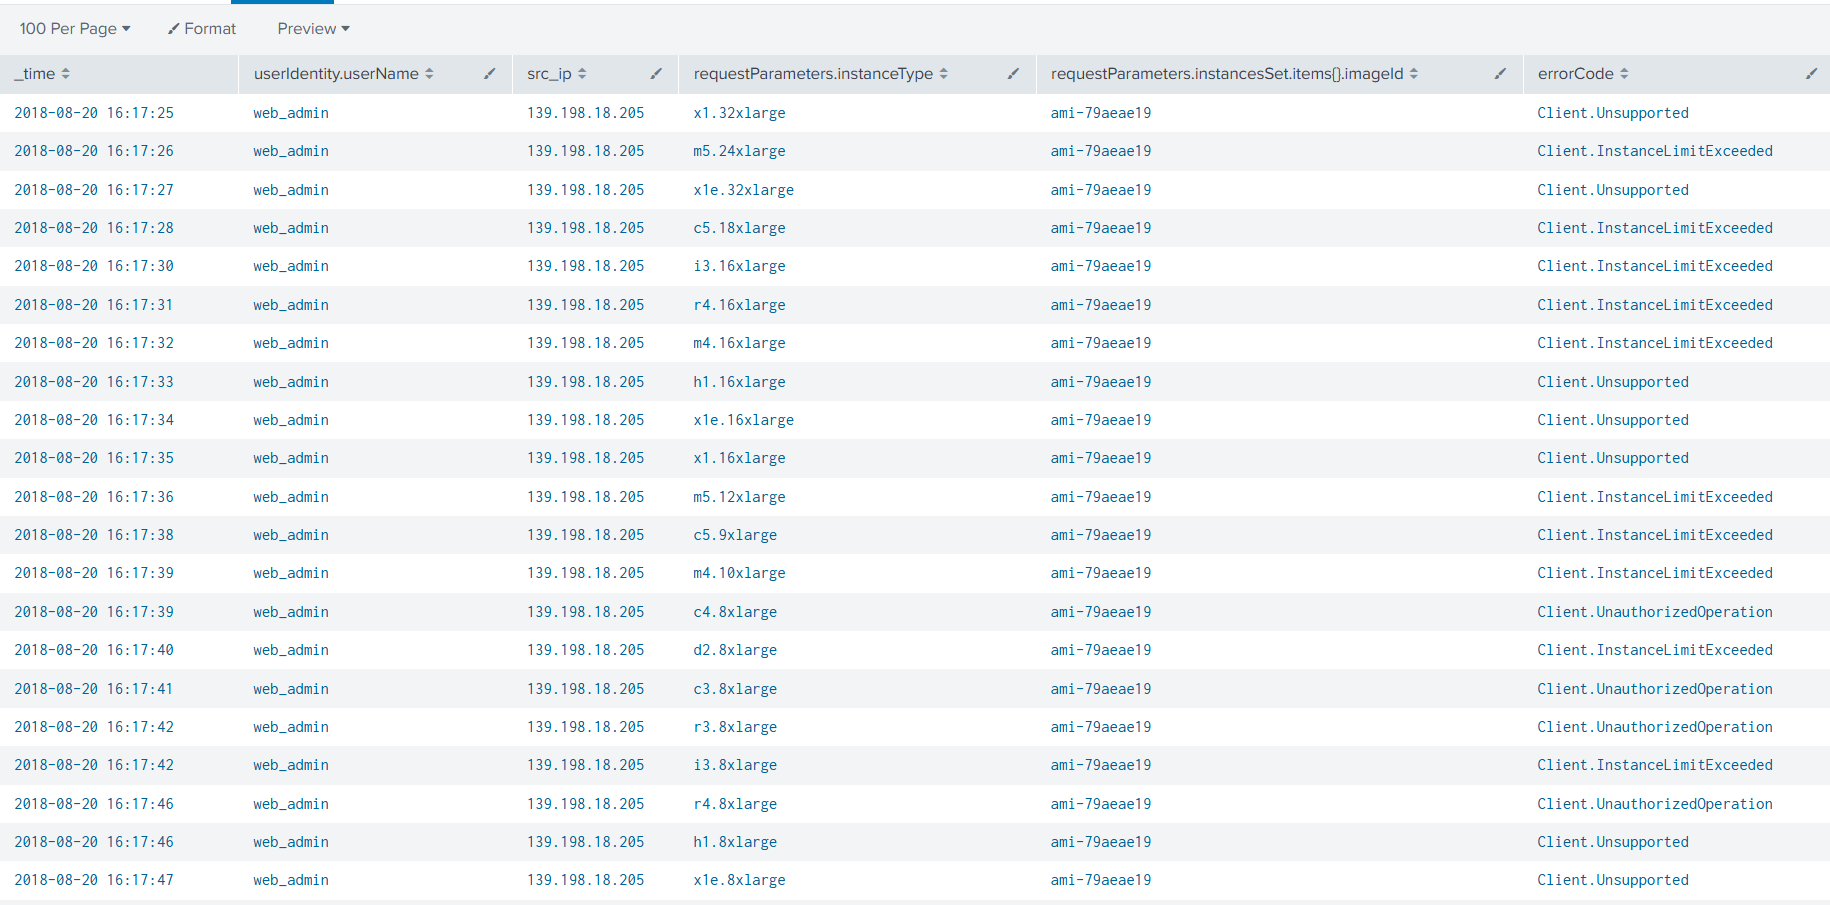 100 Per Page Format Preview
_time userIdentity.userName src_ip requestParameters.instanceType requestParameters.instancesSet.items{}.imageId errorCode
2018-08-20 16:17:25 web_admin 139.198.18.205 x1.32xlarge ami-79aeae19 Client.Unsupported
2018-08-20 16:17:26 web_admin 139.198.18.205 m5.24xlarge ami-79aeae19 Client.InstanceLimitExceeded
2018-08-20 16:17:27 web_admin 139.198.18.205 x1e.32xlarge ami-79aeae19 Client.Unsupported
2018-08-20 16:17:28 web_admin 139.198.18.205 c5.18xlarge ami-79aeae19 Client.InstanceLimitExceeded
2018-08-20 16:17:30 web_admin 139.198.18.205 i3.16xlarge ami-79aeae19 Client.InstanceLimitExceeded
2018-08-20 16:17:31 web_admin 139.198.18.205 r4.16xlarge ami-79aeae19 Client.InstanceLimitExceeded
2018-08-20 16:17:32 web_admin 139.198.18.205 m4.16xlarge ami-79aeae19 Client.InstanceLimitExceeded
2018-08-20 16:17:33 web_admin 139.198.18.205 h1.16xlarge ami-79aeae19 Client.Unsupported
2018-08-20 16:17:34 web_admin 139.198.18.205 x1e.16xlarge ami-79aeae19 Client.Unsupported
2018-08-20 16:17:35 web_admin 139.198.18.205 x1.16xlarge ami-79aeae19 Client.Unsupported
2018-08-20 16:17:36 web_admin 139.198.18.205 m5.12xlarge ami-79aeae19 Client.InstanceLimitExceeded
2018-08-20 16:17:38 web_admin 139.198.18.205 c5.9xlarge ami-79aeae19 Client.InstanceLimitExceeded
2018-08-20 16:17:39 web_admin 139.198.18.205 m4.10xlarge ami-79aeae19 Client.InstanceLimitExceeded
2018-08-20 16:17:39 web_admin 139.198.18.205 c4.8xlarge ami-79aeae19 Client.UnauthorizedOperation
2018-08-20 16:17:40 web_admin 139.198.18.205 d2.8xlarge ami-79aeae19 Client.InstanceLimitExceeded
2018-08-20 16:17:41 web_admin 139.198.18.205 c3.8xlarge ami-79aeae19 Client.UnauthorizedOperation
2018-08-20 16:17:42 web_admin 139.198.18.205 r3.8xlarge ami-79aeae19 Client.UnauthorizedOperation
2018-08-20 16:17:42 web_admin 139.198.18.205 i3.8xlarge ami-79aeae19 Client.InstanceLimitExceeded
2018-08-20 16:17:46 web_admin 139.198.18.205 r4.8xlarge ami-79aeae19 Client.UnauthorizedOperation
2018-08-20 16:17:46 web_admin 139.198.18.205 h1.8xlarge ami-79aeae19 Client.Unsupported
2018-08-20 16:17:47 web_admin 139.198.18.205 x1e.8xlarge ami-79aeae19 Client.Unsupported